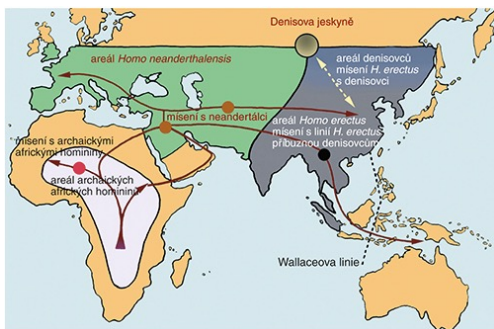 Denisova jeskyně
areál Homo neanderthalensis
areál denisovců
mísení H. erectus
s denisovci
mísení s neandertálci
areál Homo erectus
mísení s linií H. erectus
příbuznou denisovcům
mísení s archaickými
africkými homininy
areál archaických
afrických homininů
Wallaceova linie